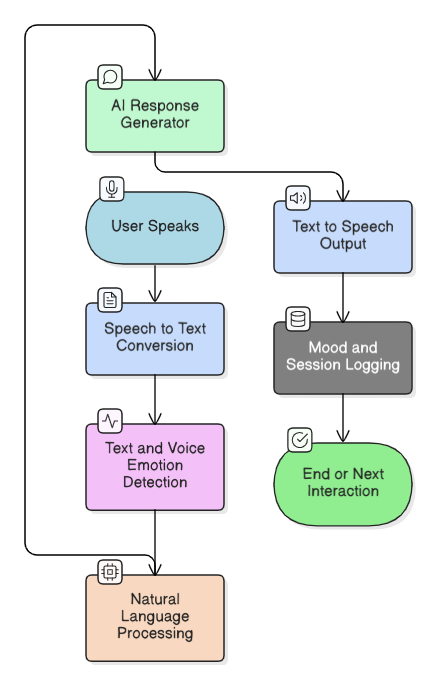 AI Response
Generator
User Speaks
Text to Speech
Output
Speech to Text
Conversion
Mood and
Session Logging
Text and Voice
Emotion
Detection
End or Next
Interaction
Natural
Language
Processing